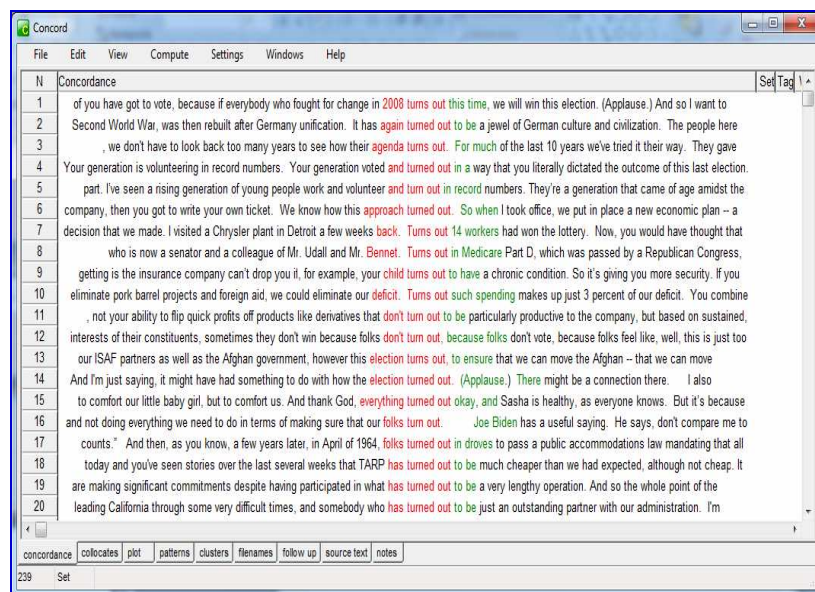 Concord
File Edit View Compute Settings Windows Help
N Concordance Set Tag
1 of you have got to vote, because if everybody who fought for change in 2008 turns out this time, we will win this election. (Applause.) And so I want to
2 Second World War, was then rebuilt after Germany unification. It has again turned out to be a jewel of German culture and civilization. The people here
3 , we don't have to look back too many years to see how their agenda turns out. For much of the last 10 years we've tried it their way. They gave
4 Your generation is volunteering in record numbers. Your generation voted and turned out in a way that you literally dictated the outcome of this last election.
5 part. I've seen a rising generation of young people work and volunteer and turn out in record numbers. They're a generation that came of age amidst the
6 company, then you got to write your own ticket. We know how this approach turned out. So when I took office, we put in place a new economic plan -- a
7 decision that we made. I visited a Chrysler plant in Detroit a few weeks back. Turns out 14 workers had won the lottery. Now, you would have thought that
8 who is now a senator and a colleague of Mr. Udall and Mr. Bennet. Turns out in Medicare Part D, which was passed by a Republican Congress,
9 getting is the insurance company can't drop you if, for example, your child turns out to have a chronic condition. So it's giving you more security. If you
10 eliminate pork barrel projects and foreign aid, we could eliminate our deficit. Turns out such spending makes up just 3 percent of our deficit. You combine
11 , not your ability to flip quick profits off products like derivatives that don't turn out to be particularly productive to the company, but based on sustained,
12 interests of their constituents, sometimes they don't win because folks don't turn out, because folks don't vote, because folks feel like, well, this is just too
13 our ISAF partners as well as the Afghan government, however this election turns out, to ensure that we can move the Afghan -- that we can move
14 And I'm just saying, it might have had something to do with how the election turned out. (Applause.) There might be a connection there. I also
15 to comfort our little baby girl, but to comfort us. And thank God, everything turned out okay, and Sasha is healthy, as everyone knows. But it's because
16 and not doing everything we need to do in terms of making sure that our folks turn out. Joe Biden has a useful saying. He says, don't compare me to
17 counts." And then, as you know, a few years later, in April of 1964, folks turned out in droves to pass a public accommodations law mandating that all
18 today and you've seen stories over the last several weeks that TARP has turned out to be much cheaper than we had expected, although not cheap. It
19 are making significant commitments despite having participated in what has turned out to be a very lengthy operation. And so the whole point of the
20 leading California through some very difficult times, and somebody who has turned out to be just an outstanding partner with our administration. I'm
concordance collocates plot patterns clusters filenames follow up source text notes
239 Set